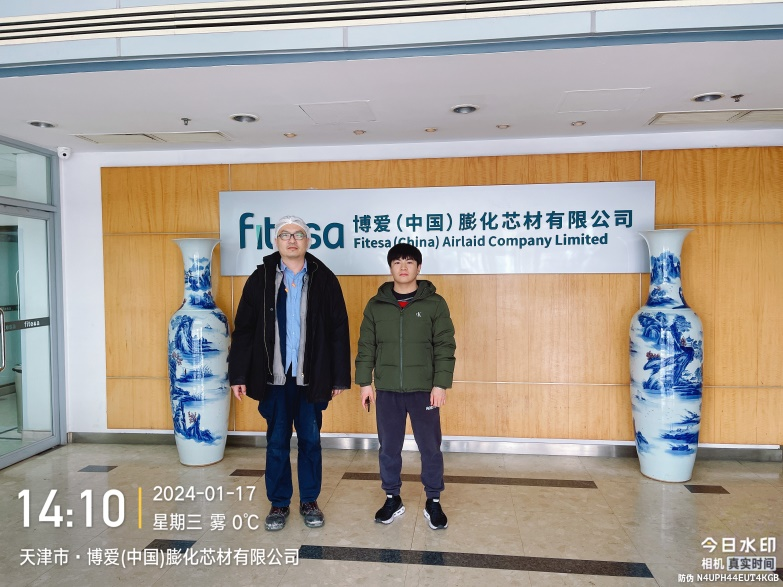 fitesa
博爱(中国)膨化芯材有限公司
Fitesa(China) Airlaid Company Limited
fitesa
14:10
2024-01-17
星期三 雾 0℃
天津市·博爱(中国)膨化芯材有限公司
今日水印
相机 真实时间
防伪 N4UPH44EUT4KGB